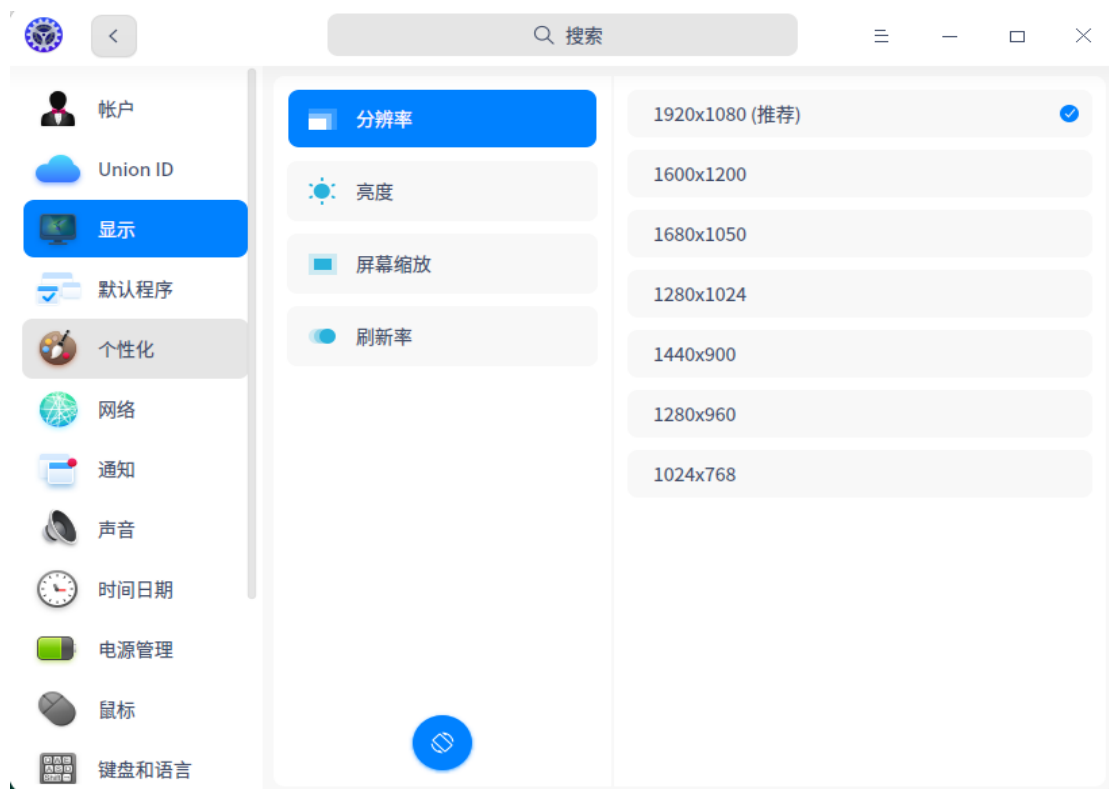 搜索
帐户
Union ID
显示
默认程序
个性化
网络
通知
声音
时间日期
电源管理
鼠标
键盘和语言
分辨率
亮度
屏幕缩放
刷新率
1920x1080 (推荐)
1600x1200
1680x1050
1280x1024
1440x900
1280x960
1024x768